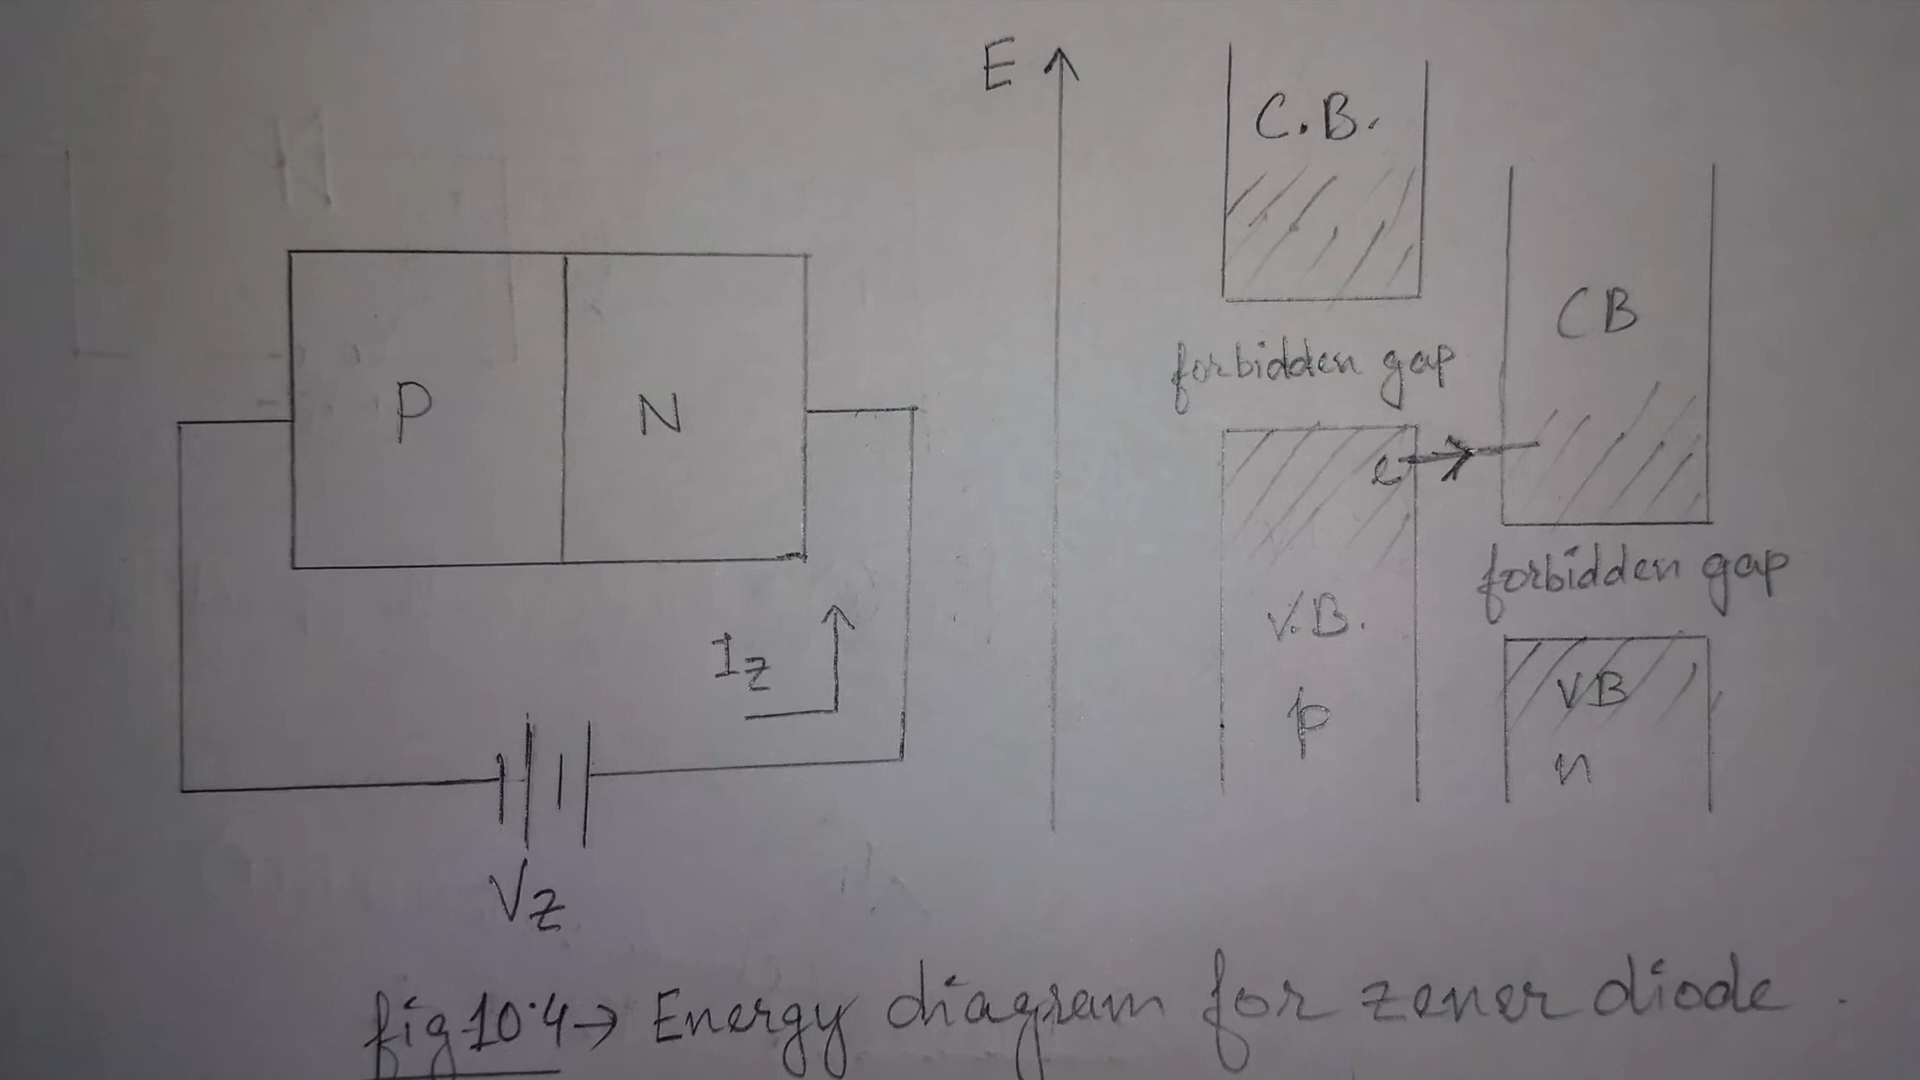 P
N
Iz
Vz
E
C.B.
CB
forbidden gap
e
forbidden gap
V.B.
p
VB
n
fig 10.4→ Energy diagram for zener diode.